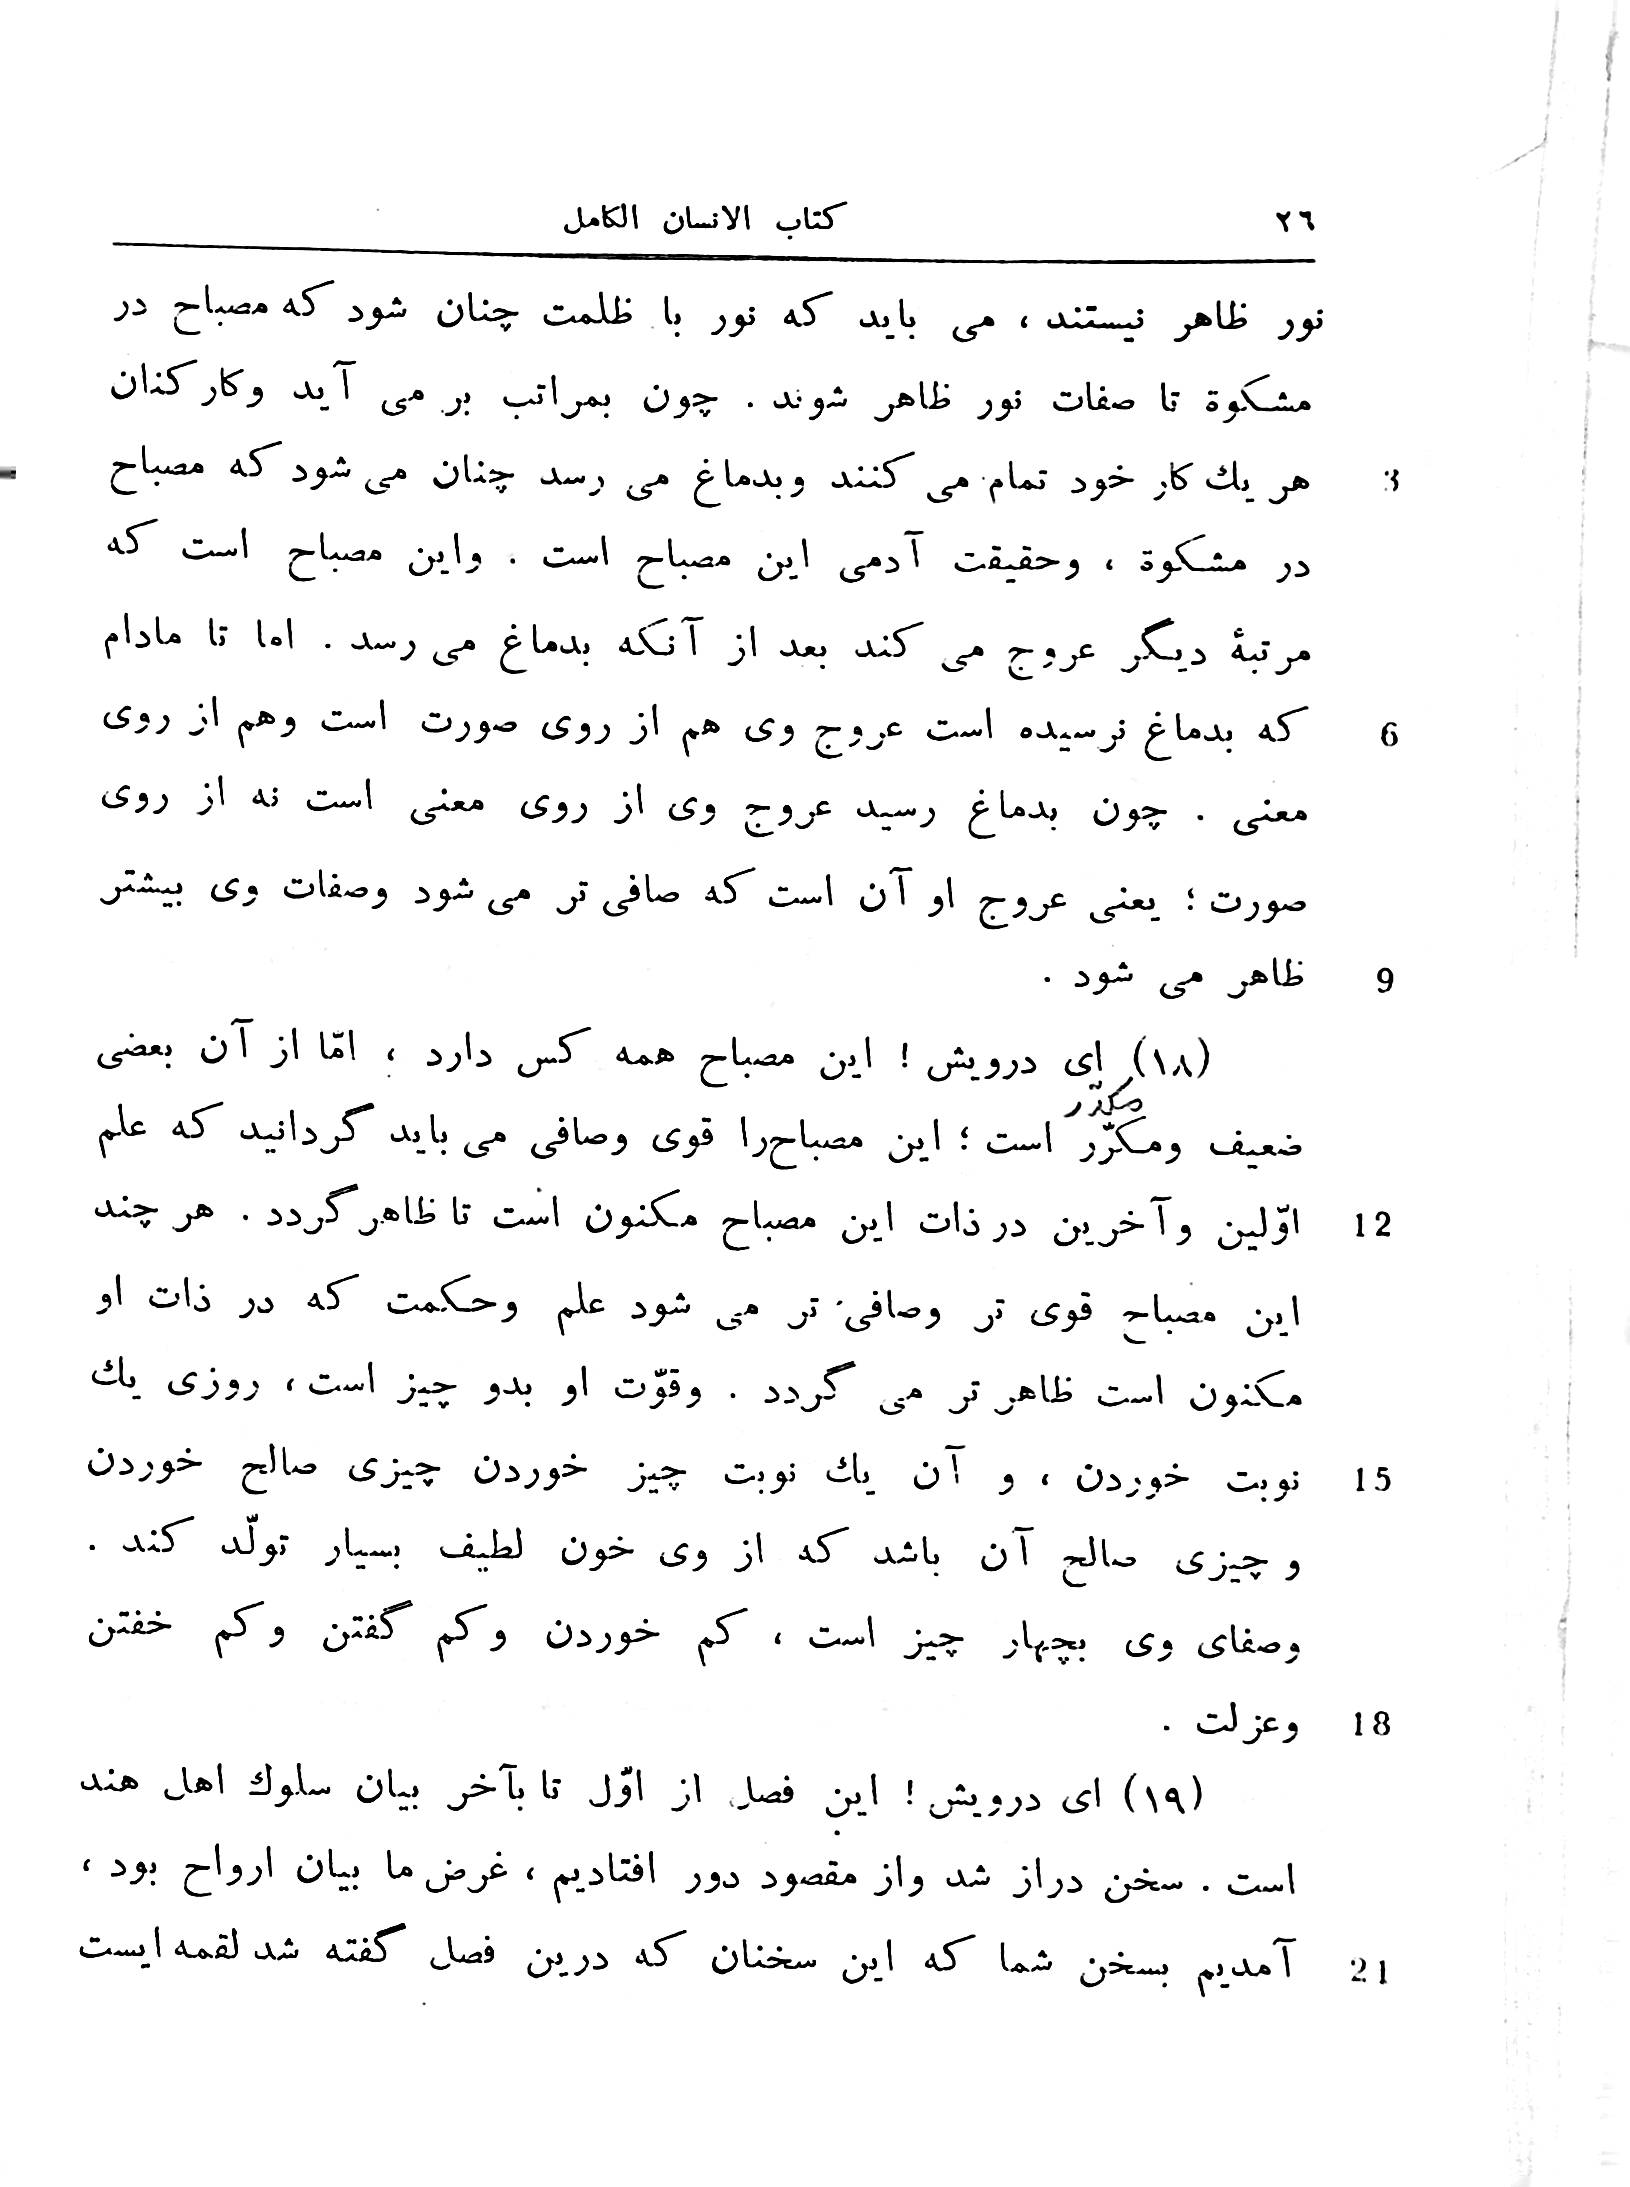 ٢٦ كتاب الانسان الكامل
نور ظاهر نیستند ، می باید که نور با ظلمت چنان شود که مصباح در
مشکوة تا صفات نور ظاهر شوند . چون بمراتب بر می آید وکارکنان
3 هر یك کار خود تمام می کنند وبدماغ می رسد چنان می شود که مصباح
در مشکوة ، وحقیقت آدمی این مصباح است . واین مصباح است که
مرتبهٔ دیگر عروج می کند بعد از آنکه بدماغ می رسد . اما تا مادام
6 که بدماغ نرسیده است عروج وی هم از روی صورت است وهم از روی
معنی . چون بدماغ رسید عروج وی از روی معنی است نه از روی
صورت ؛ یعنی عروج او آن است که صافی تر می شود وصفات وی بیشتر
9 ظاهر می شود .
(١٨) ای درویش ! این مصباح همه کس دارد ، امّا از آن بعضی
مکدّر
ضعیف ومکرّر است ؛ این مصباح را قوی وصافی می باید گردانید که علم
12 اوّلین وآخرین در ذات این مصباح مکنون است تا ظاهر گردد . هر چند
این مصباح قوی تر وصافی تر می شود علم وحکمت که در ذات او
مکنون است ظاهر تر می گردد . وقوّت او بدو چیز است ، روزی یك
15 نوبت خوردن ، و آن یك نوبت چیز خوردن چیزی صالح خوردن
و چیزی صالح آن باشد که از وی خون لطیف بسیار تولّد کند .
وصفای وی بچهار چیز است ، کم خوردن وکم گفتن وکم خفتن
18 وعزلت .
(١٩) ای درویش ! این فصل از اوّل تا بآخر بیان سلوك اهل هند
است . سخن دراز شد واز مقصود دور افتادیم ، غرض ما بیان ارواح بود ،
21 آمدیم بسخن شما که این سخنان که درین فصل گفته شد لقمه ایست